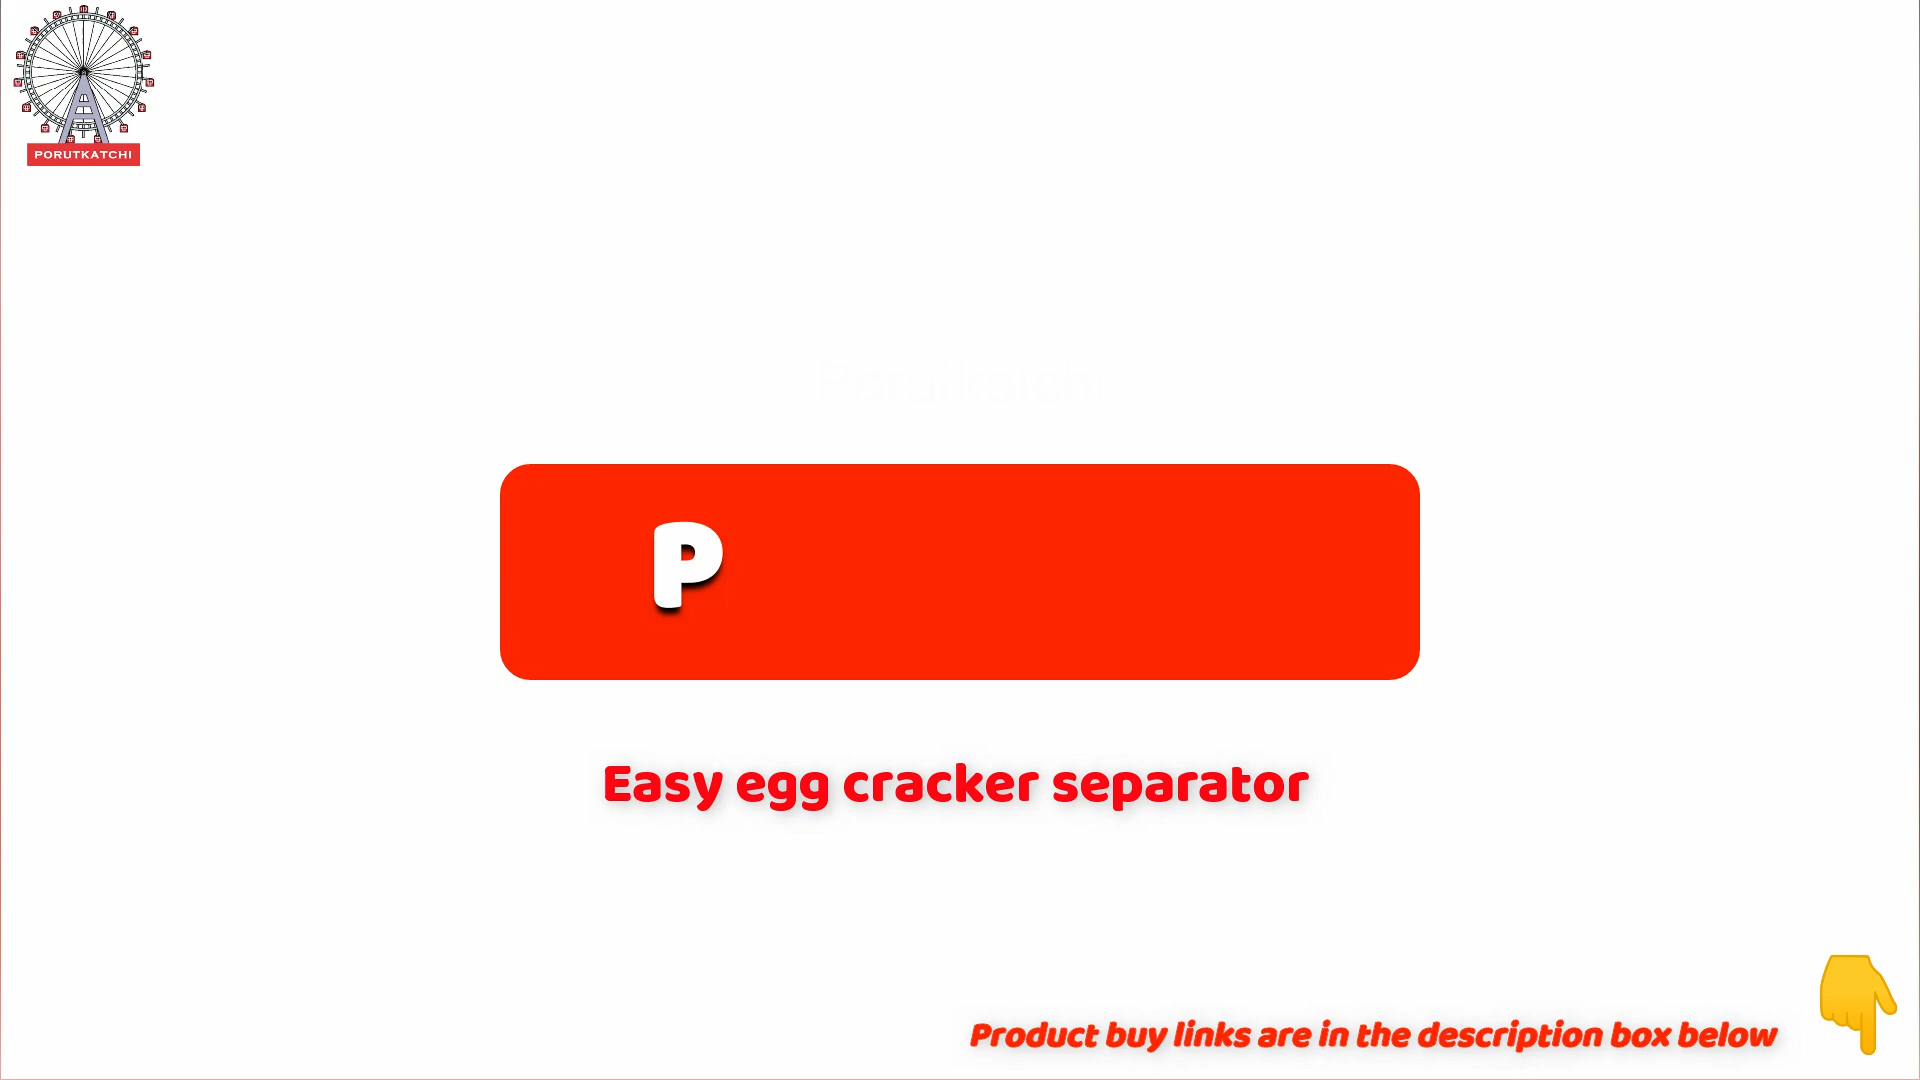 PORUTKATCHI
P
Easy egg cracker separator
Product buy links are in the description box below